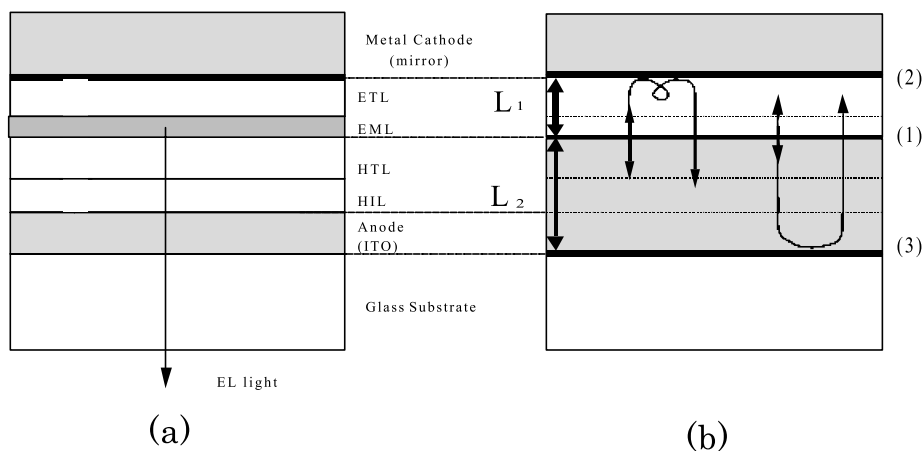 Metal Cathode
(mirror)
ETL
EML
HTL
HIL
Anode
(ITO)
Glass Substrate
EL light
(a)
L1
L2
(2)
(1)
(3)
(b)